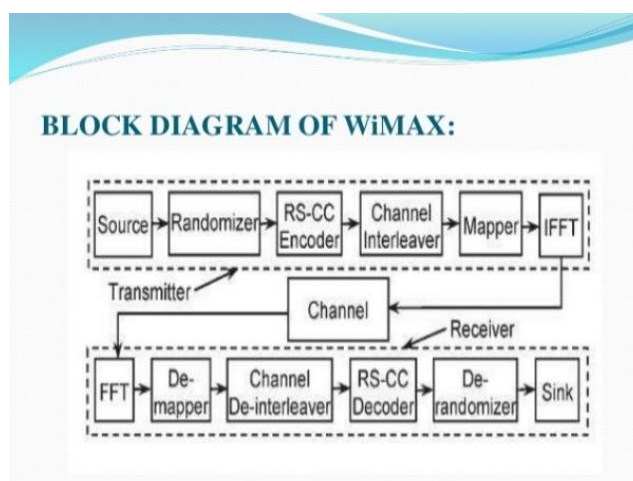 BLOCK DIAGRAM OF WiMAX:
Source
Randomizer
RS-CC
Encoder
Channel
Interleaver
Mapper
IFFT
Transmitter
Channel
Receiver
FFT
De-
mapper
Channel
De-interleaver
RS-CC
Decoder
De-
randomizer
Sink